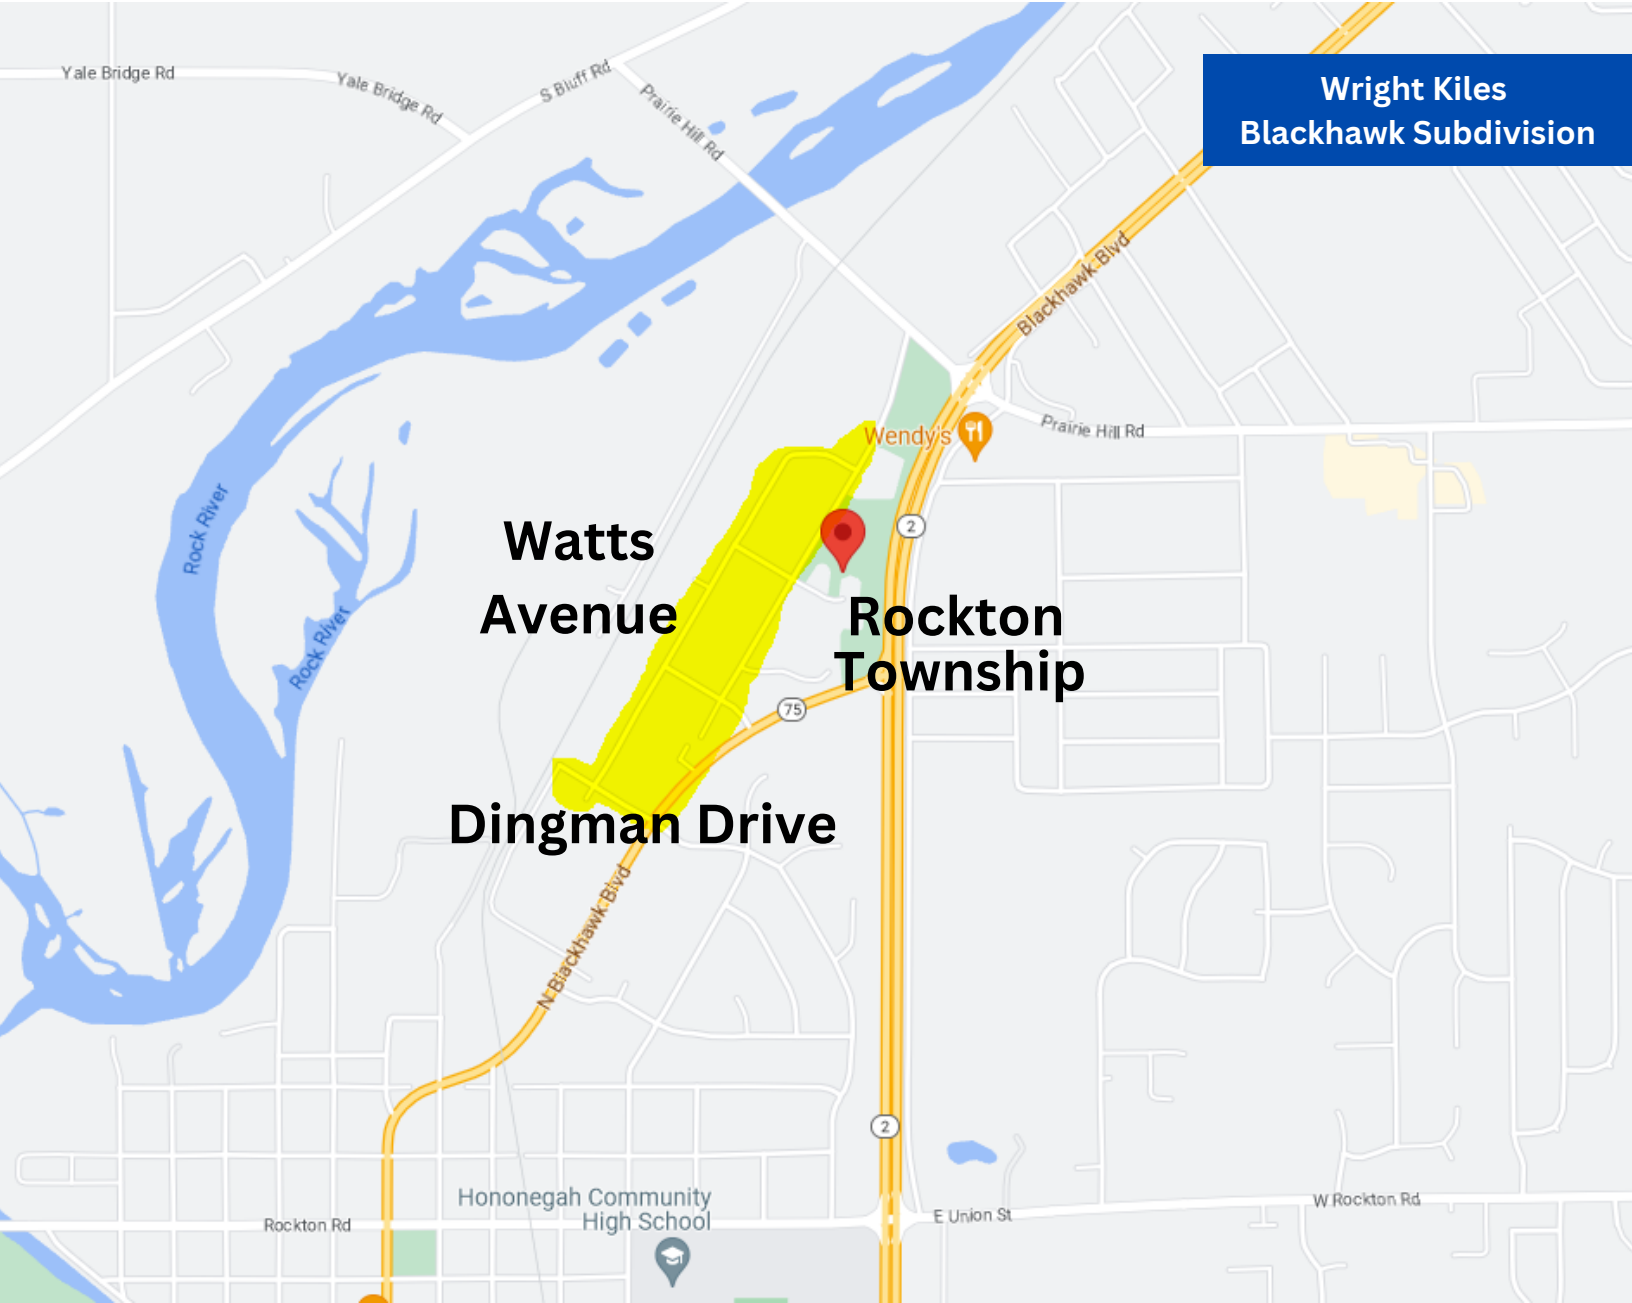 Wright Kiles
Blackhawk Subdivision
Yale Bridge Rd
Yale Bridge Rd
S Bluff Rd
Prairie Hill Rd
Blackhawk Blvd
Prairie Hill Rd
Wendy's
Rock River
2
Watts
Avenue
Rockton
Township
Rock River
75
Dingman Drive
N Blackhawk Blvd
2
Hononegah Community
High School
Rockton Rd
E Union St
W Rockton Rd